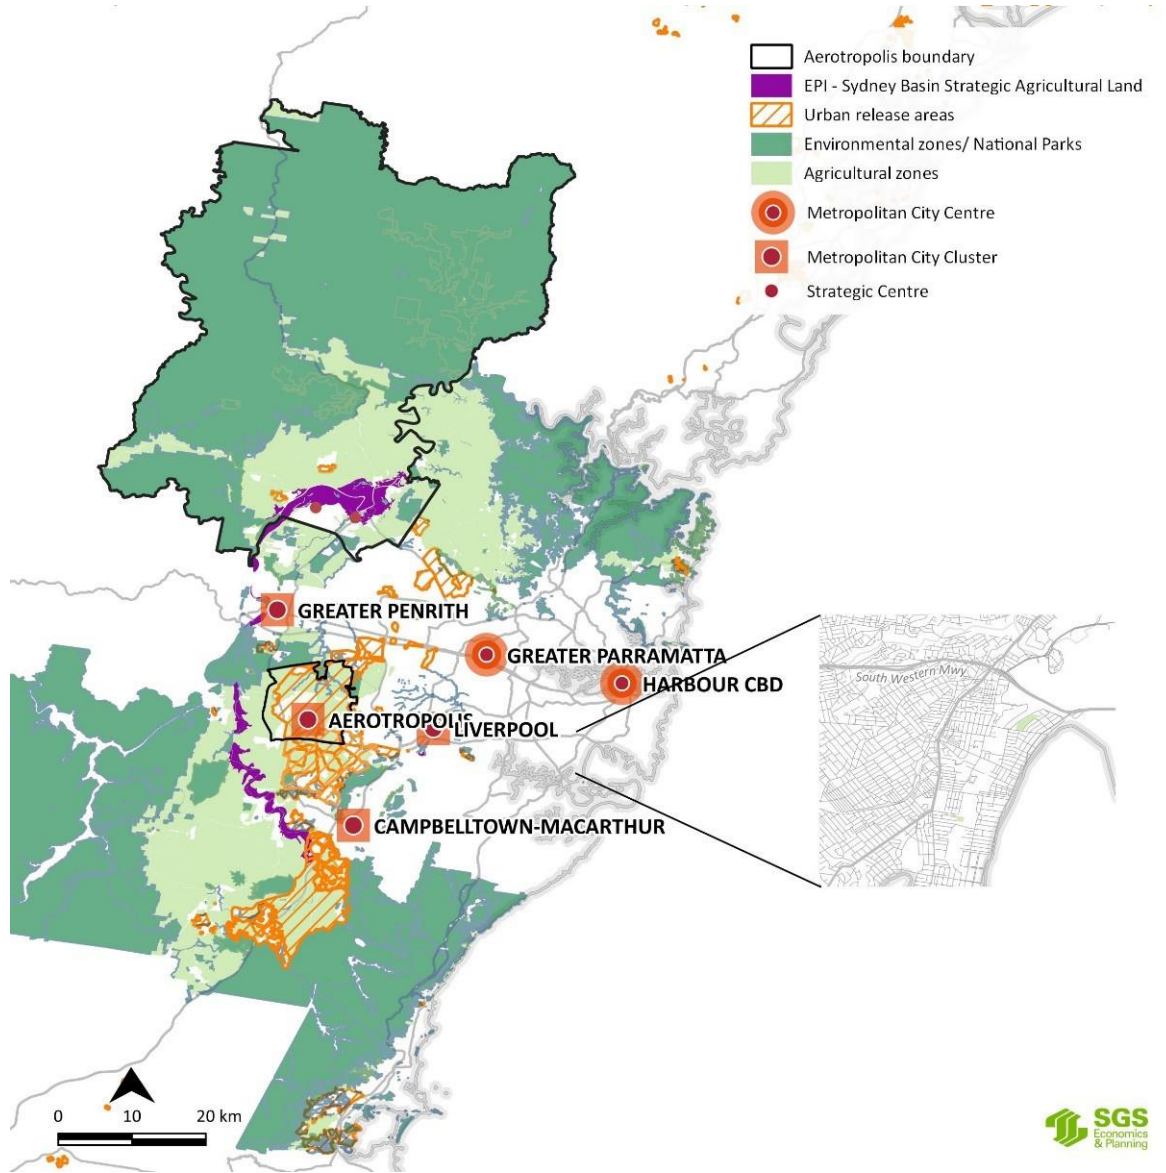 Aerotropolis boundary
EPI - Sydney Basin Strategic Agricultural Land
Urban release areas
Environmental zones/ National Parks
Agricultural zones
Metropolitan City Centre
Metropolitan City Cluster
Strategic Centre
GREATER PENRITH
GREATER PARRAMATTA
HARBOUR CBD
AEROTROPOLIS
LIVERPOOL
CAMPBELLTOWN-MACARTHUR
South Western Mwy
0 10 20 km
SGS
Economics
& Planning